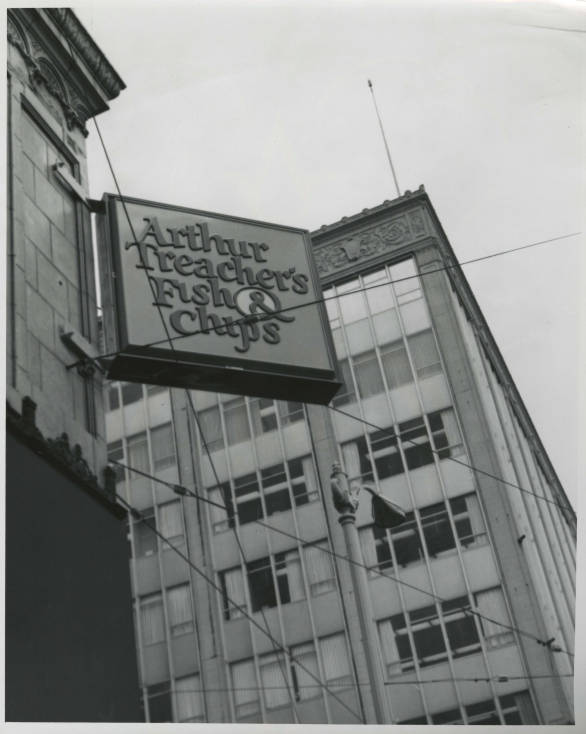 Arthur
Treacher's
Fish &
Chips